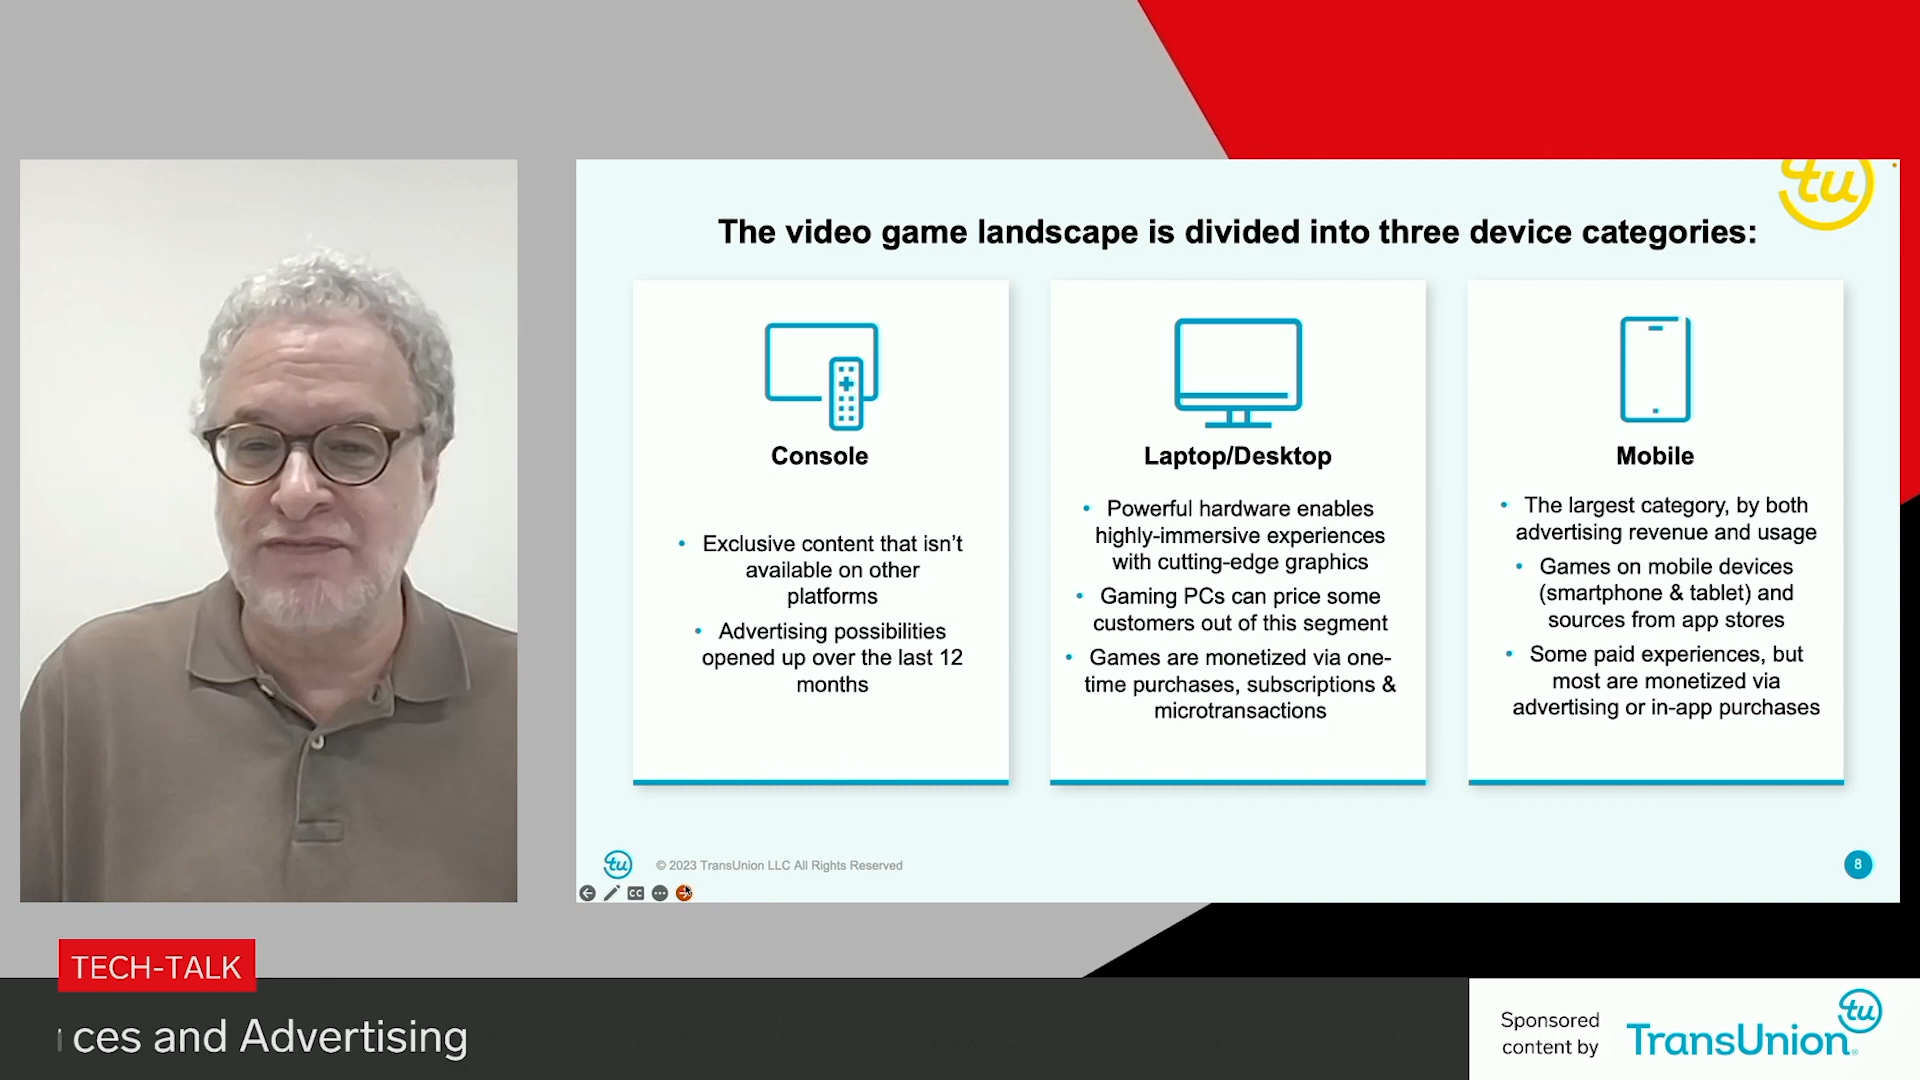 tu
The video game landscape is divided into three device categories:
Console
• Exclusive content that isn’t
available on other
platforms
• Advertising possibilities
opened up over the last 12
months
Laptop/Desktop
• Powerful hardware enables
highly-immersive experiences
with cutting-edge graphics
• Gaming PCs can price some
customers out of this segment
• Games are monetized via one-
time purchases, subscriptions &
microtransactions
Mobile
• The largest category, by both
advertising revenue and usage
• Games on mobile devices
(smartphone & tablet) and
sources from app stores
• Some paid experiences, but
most are monetized via
advertising or in-app purchases
tu
© 2023 TransUnion LLC All Rights Reserved
8
CC
TECH-TALK
ces and Advertising
Sponsored
content by
tu
TransUnion®